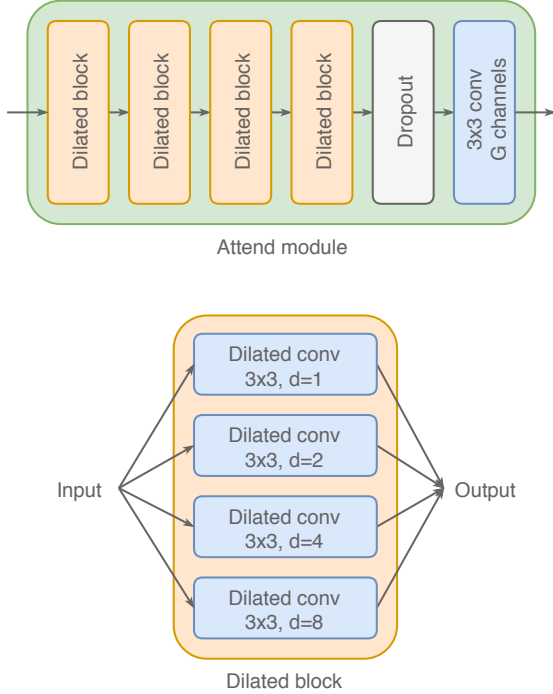 Dilated block
Dilated block
Dilated block
Dilated block
Dropout
3x3 conv
G channels
Attend module
Dilated conv
3x3, d=1
Dilated conv
3x3, d=2
Input
Output
Dilated conv
3x3, d=4
Dilated conv
3x3, d=8
Dilated block